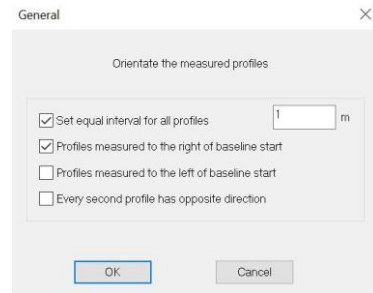 General
Orientate the measured profiles
Set equal interval for all profiles 1 m
Profiles measured to the right of baseline start
Profiles measured to the left of baseline start
Every second profile has opposite direction
OK Cancel